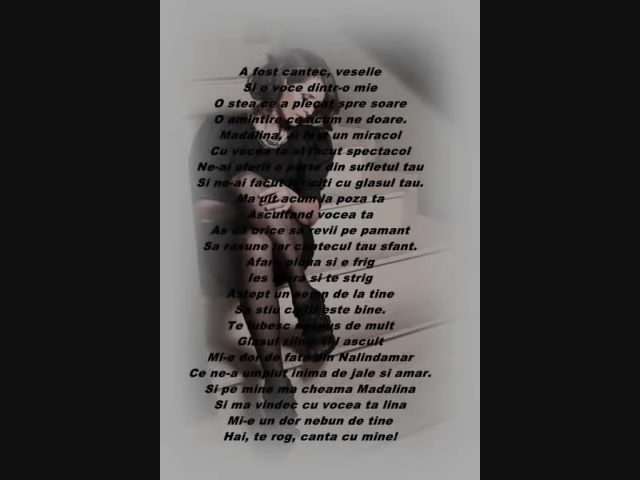 A fost cantec, veselie
Si o voce dintr-o mie
O stea ce a plecat spre soare
O amintire ce acum ne doare.
Madalina, ai fost un miracol
Cu vocea ta ai facut spectacol
Ne-ai oferit o parte din sufletul tau
Si ne-ai facut fericiti cu glasul tau.
Ma uit acum la poza ta
Ascultand vocea ta
As da orice sa revii pe pamant
Sa rasune iar cantecul tau sfant.
Afara ploua si e frig
Ies afara si te strig
Astept un semn de la tine
Sa stiu ca iti este bine.
Te iubesc nespus de mult
Glasul zilnic ti-l ascult
Mi-e dor de fata din Nalindamar
Ce ne-a umplut inima de jale si amar.
Si pe mine ma cheama Madalina
Si ma vindec cu vocea ta lina
Mi-e un dor nebun de tine
Hai, te rog, canta cu mine!